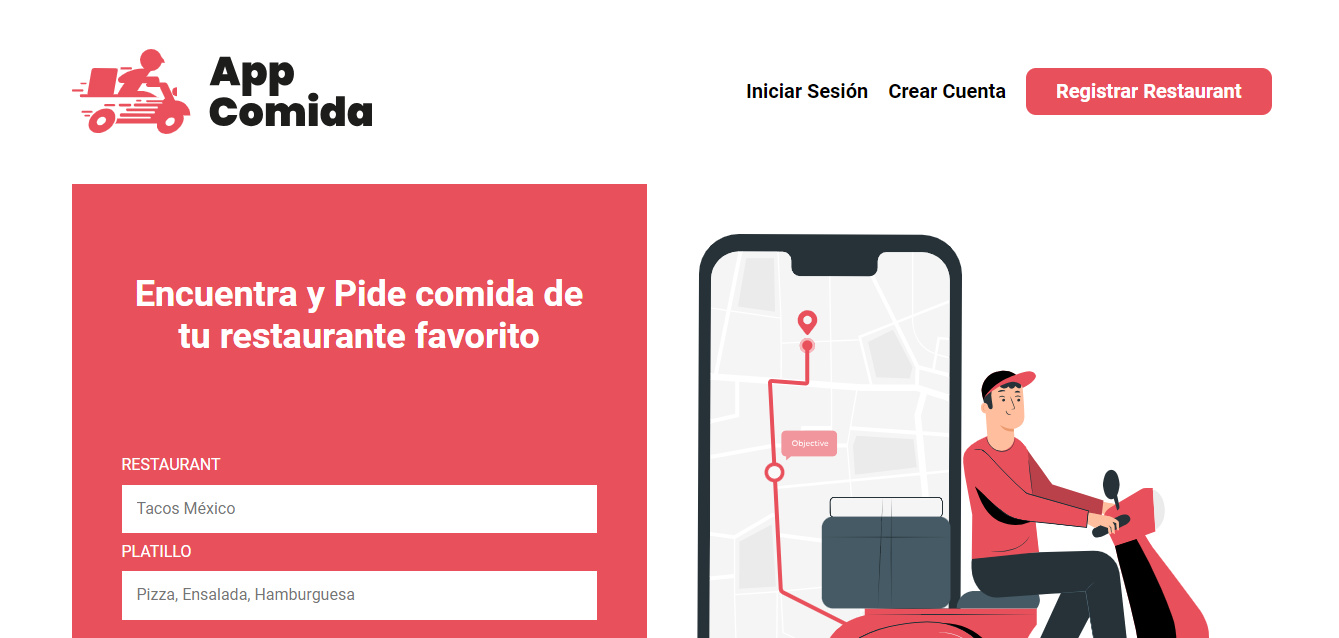 App
Comida
Iniciar Sesión
Crear Cuenta
Registrar Restaurant
Encuentra y Pide comida de
tu restaurante favorito
RESTAURANT
Tacos México
PLATILLO
Pizza, Ensalada, Hamburguesa
Objective